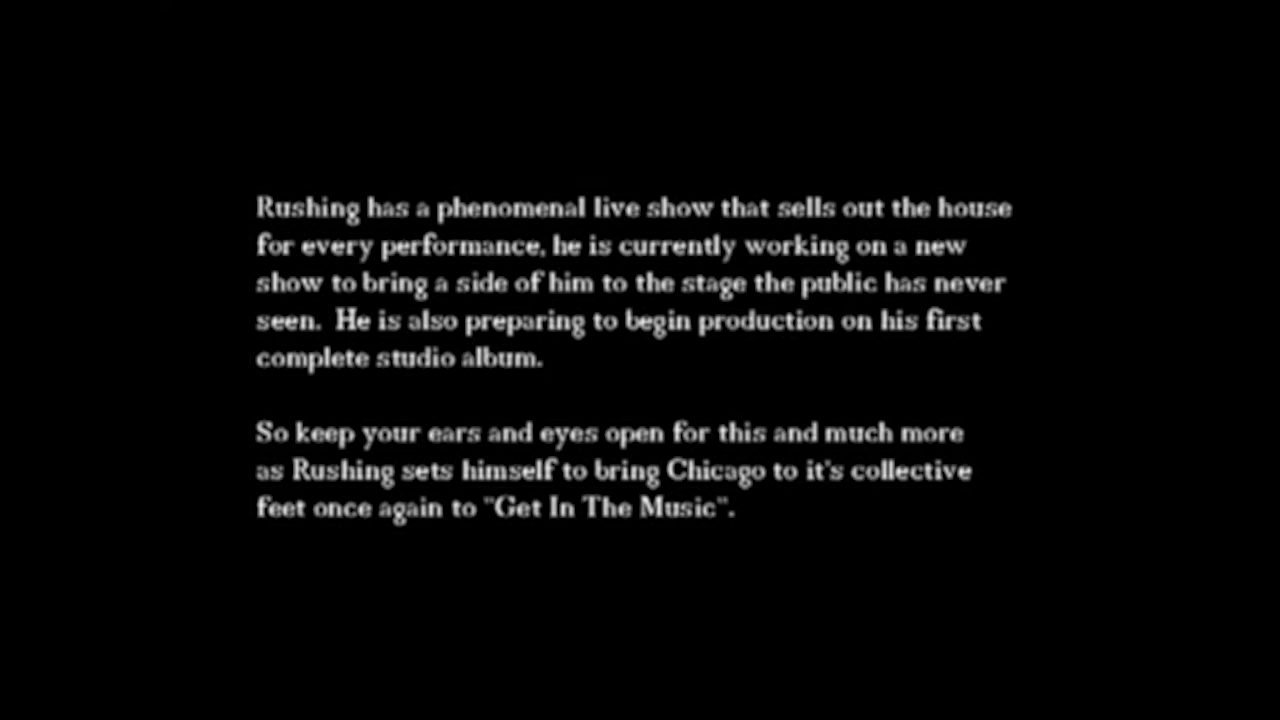 Rushing has a phenomenal live show that sells out the house
for every performance, he is currently working on a new
show to bring a side of him to the stage the public has never
seen.  He is also preparing to begin production on his first
complete studio album.

So keep your ears and eyes open for this and much more
as Rushing sets himself to bring Chicago to it's collective
feet once again to "Get In The Music".